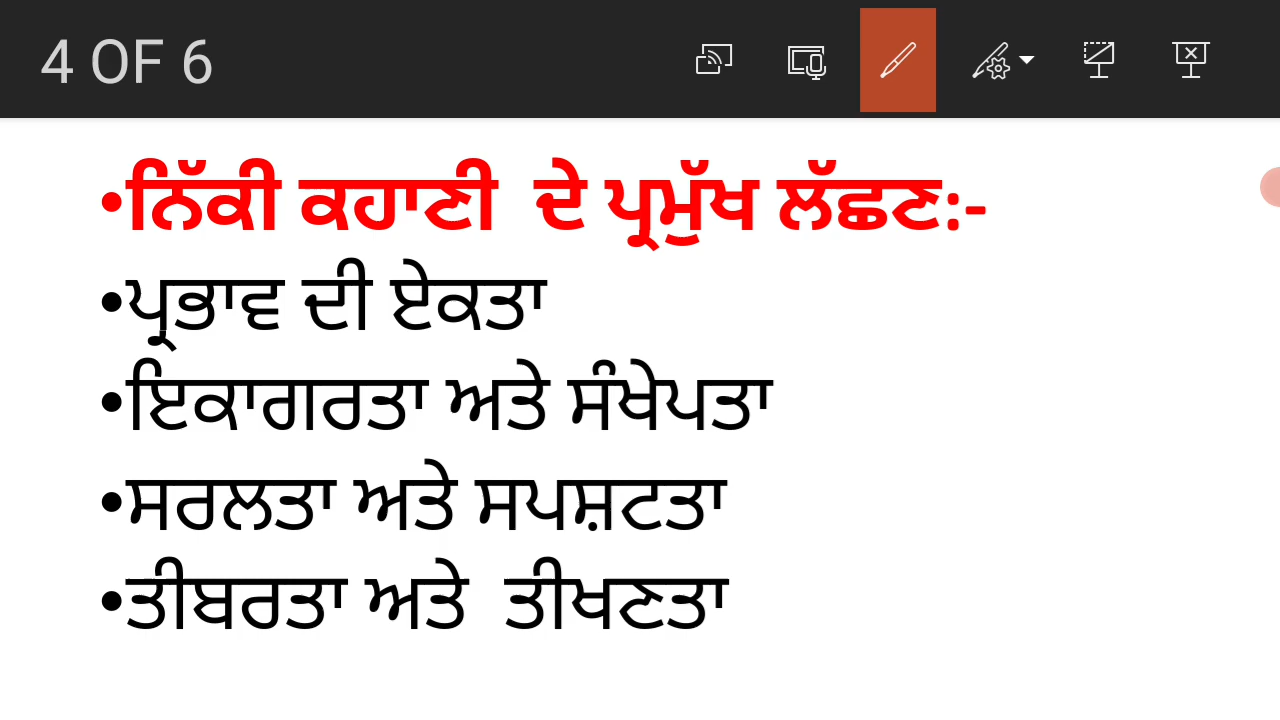 4 OF 6
•ਨਿੱਕੀ ਕਹਾਣੀ  ਦੇ ਪ੍ਰਮੁੱਖ ਲੱਛਣ:-
•ਪ੍ਰਭਾਵ ਦੀ ਏਕਤਾ
•ਇਕਾਗਰਤਾ ਅਤੇ ਸੰਖੇਪਤਾ
•ਸਰਲਤਾ ਅਤੇ ਸਪਸ਼ਟਤਾ
•ਤੀਬਰਤਾ ਅਤੇ  ਤੀਖਣਤਾ